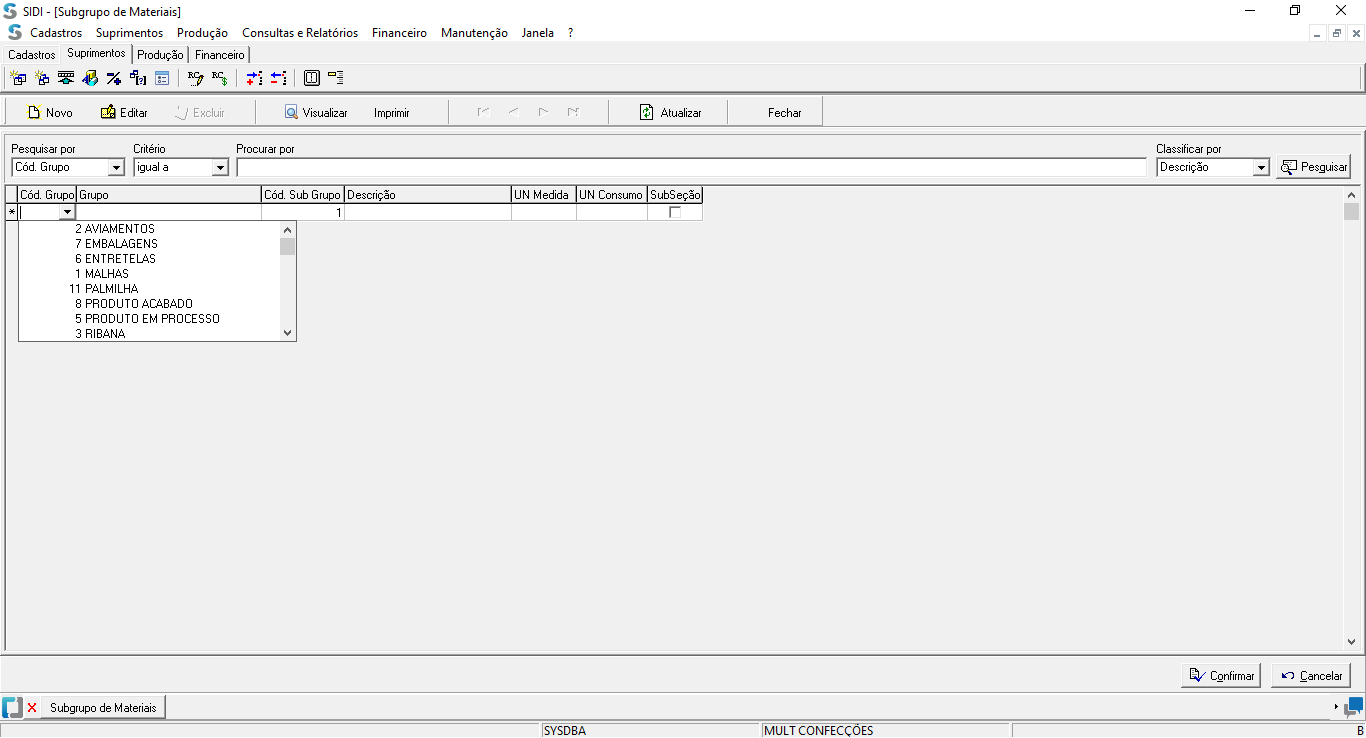 SIDI - [Subgrupo de Materiais]
Cadastros Suprimentos Produção Consultas e Relatórios Financeiro Manutenção Janela ?
Cadastros Suprimentos Produção Financeiro
Novo Editar Excluir Visualizar Imprimir Atualizar Fechar
Pesquisar por Critério Procurar por Classificar por
Cód. Grupo igual a Descrição Pesquisar
Cód. Grupo Grupo Cód. Sub Grupo Descrição UN Medida UN Consumo SubSeção
* 1
2 AVIAMENTOS
7 EMBALAGENS
6 ENTRETELAS
1 MALHAS
11 PALMILHA
8 PRODUTO ACABADO
5 PRODUTO EM PROCESSO
3 RIBANA
Confirmar Cancelar
Subgrupo de Materiais
SYSDBA MULT CONFECÇÕES B